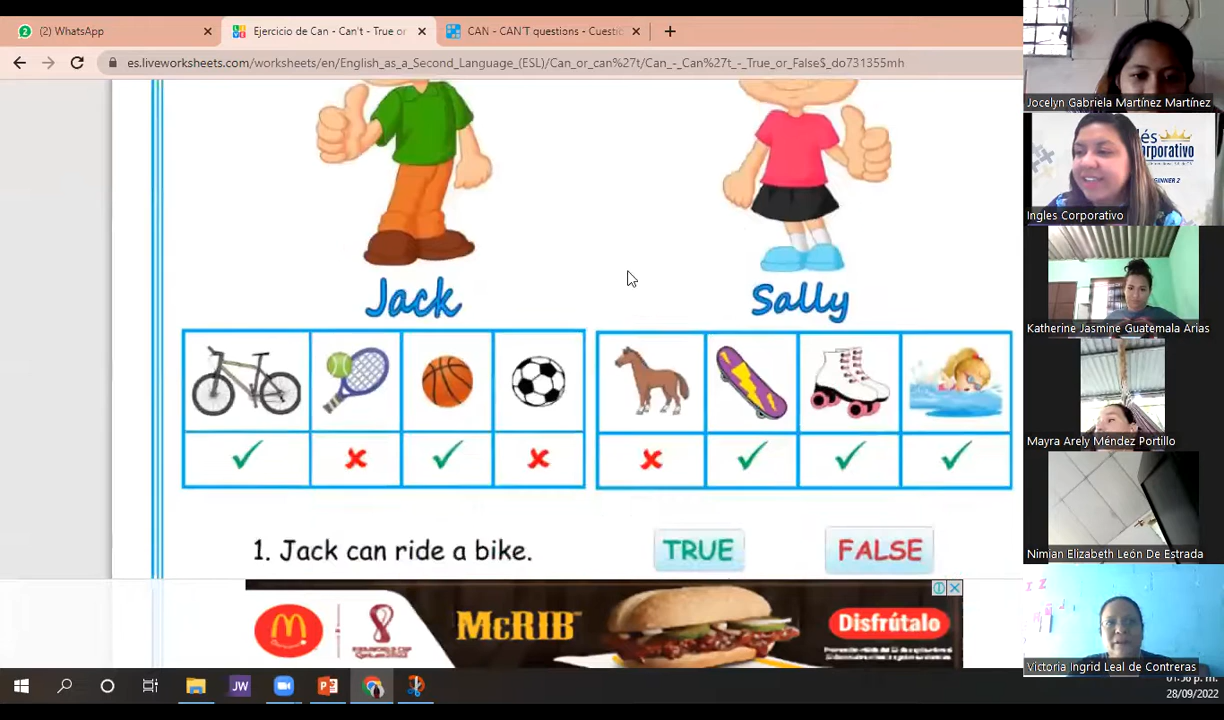 (2) WhatsApp
Ejercicio de Can - Can't - True or
CAN - CAN'T questions - Cuesti
es.liveworksheets.com/worksheets/en/English_as_a_Second_Language_(ESL)/Can_or_can%27t/Can_-_Can%27t_-_True_or_False$_do731355mh
Jack
Sally
1. Jack can ride a bike.
TRUE
FALSE
McRIB
Disfrútalo
JW
Jocelyn Gabriela Martínez Martínez
Ingles Corporativo
Katherine Jasmine Guatemala Arias
Mayra Arely Méndez Portillo
Nimian Elizabeth León De Estrada
Victoria Ingrid Leal de Contreras
28/09/2022